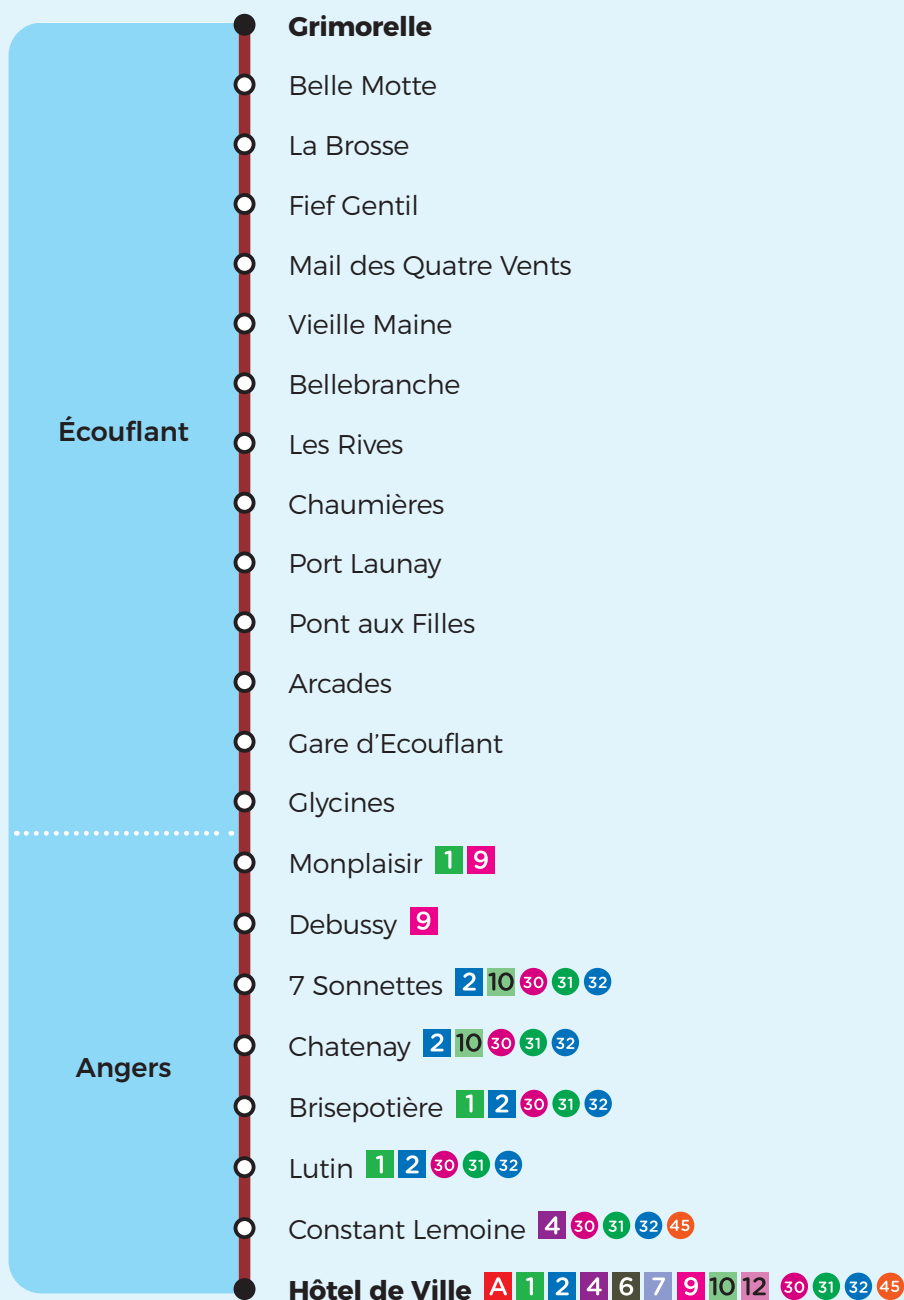 Grimorelle
Belle Motte
La Brosse
Fief Gentil
Mail des Quatre Vents
Vieille Maine
Bellebranche
Écouflant
Les Rives
Chaumières
Port Launay
Pont aux Filles
Arcades
Gare d'Ecouflant
Glycines
Monplaisir 1 9
Debussy 9
7 Sonnettes 2 10 30 31 32
Chatenay 2 10 30 31 32
Angers
Brisepotière 1 2 30 31 32
Lutin 1 2 30 31 32
Constant Lemoine 4 30 31 32 45
Hôtel de Ville A 1 2 4 6 7 9 10 12 30 31 32 45